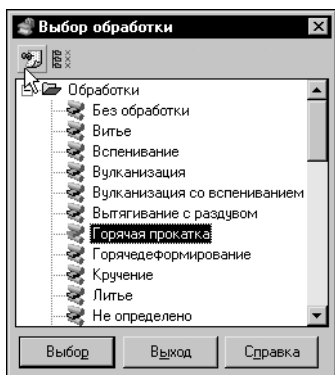 Выбор обработки
Обработки
Без обработки
Витье
Вспенивание
Вулканизация
Вулканизация со вспениванием
Вытягивание с раздувом
Горячая прокатка
Горячедеформирование
Кручение
Литье
Не определено
Выбор
Выход
Справка